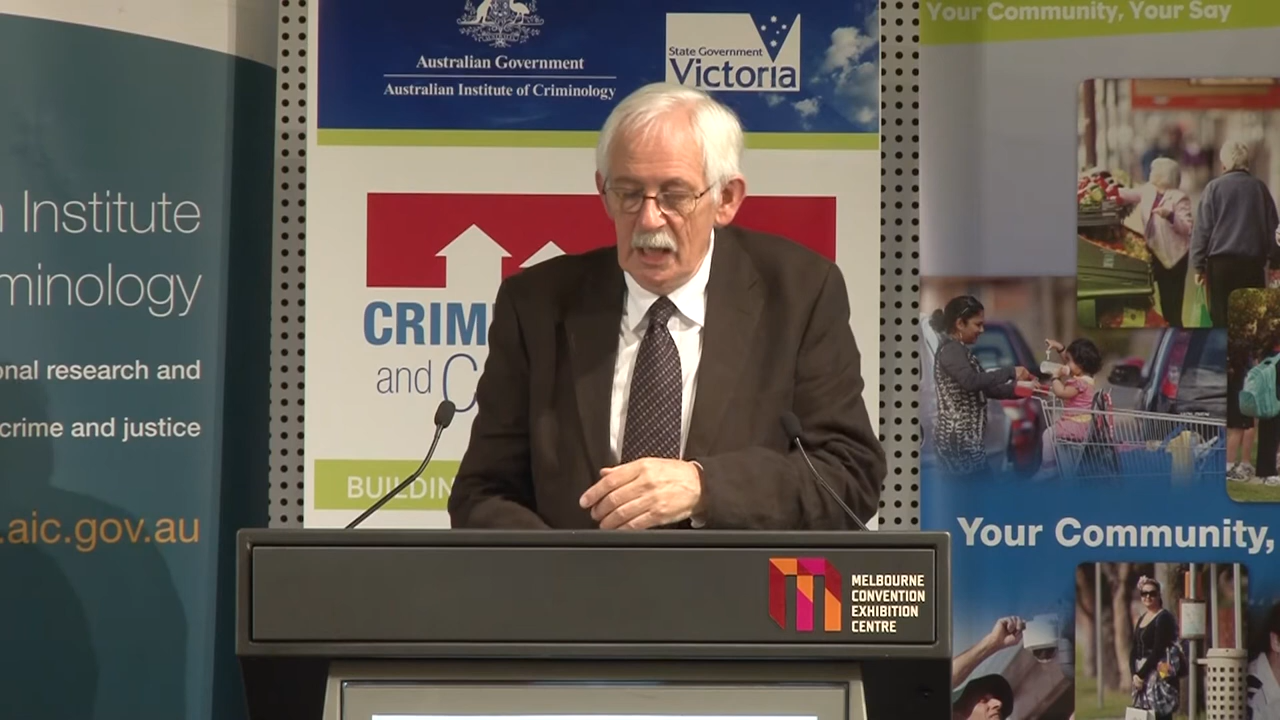 Institute
minology
onal research and
crime and justice
.aic.gov.au
Australian Government
Australian Institute of Criminology
State Government
Victoria
CRIM
and C
BUILDIN
Your Community, Your Say
Your Community,
MELBOURNE
CONVENTION
EXHIBITION
CENTRE